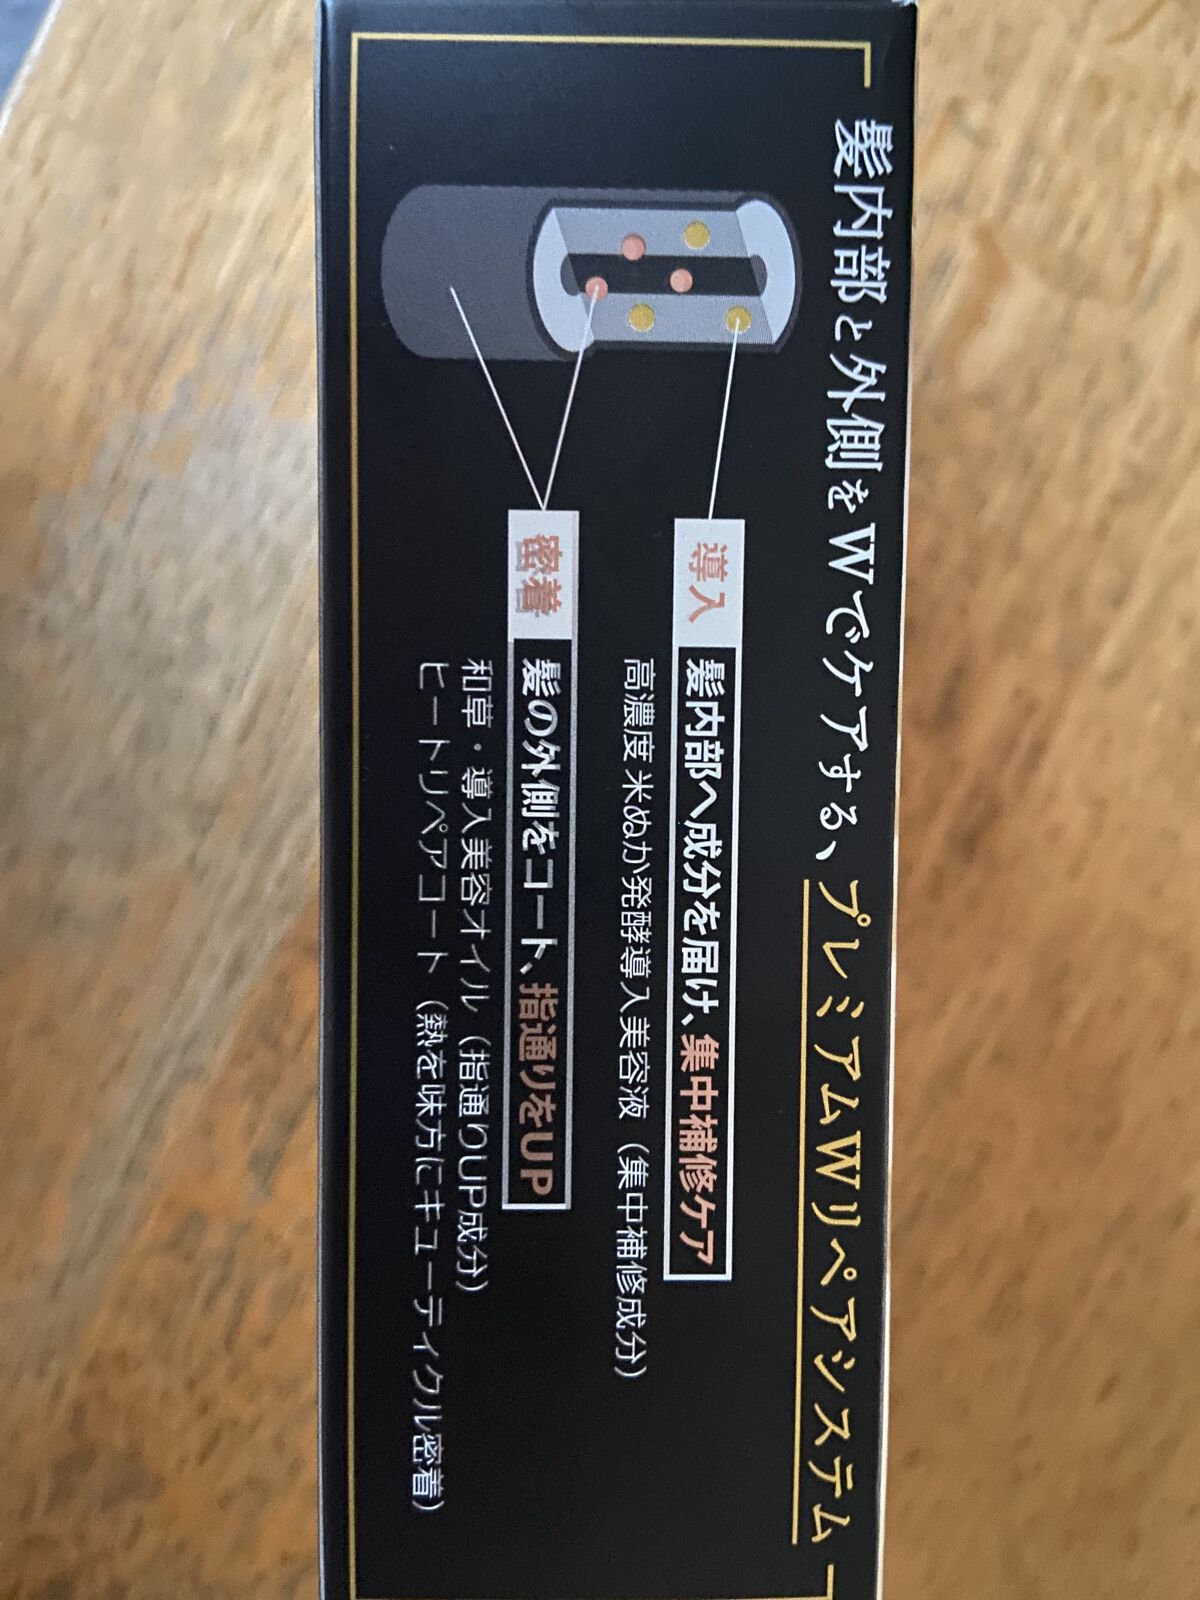 髪内部と外側をWでケアする、プレミアムWリペアシステム
導入 髪内部へ成分を届け、集中補修ケア
高濃度 米ぬか発酵導入美容液（集中補修成分）
密着 髪の外側をコート、指通りをUP
和草・導入美容オイル（指通りUP成分）
ヒートリペアコート（熱を味方にキューティクル密着）